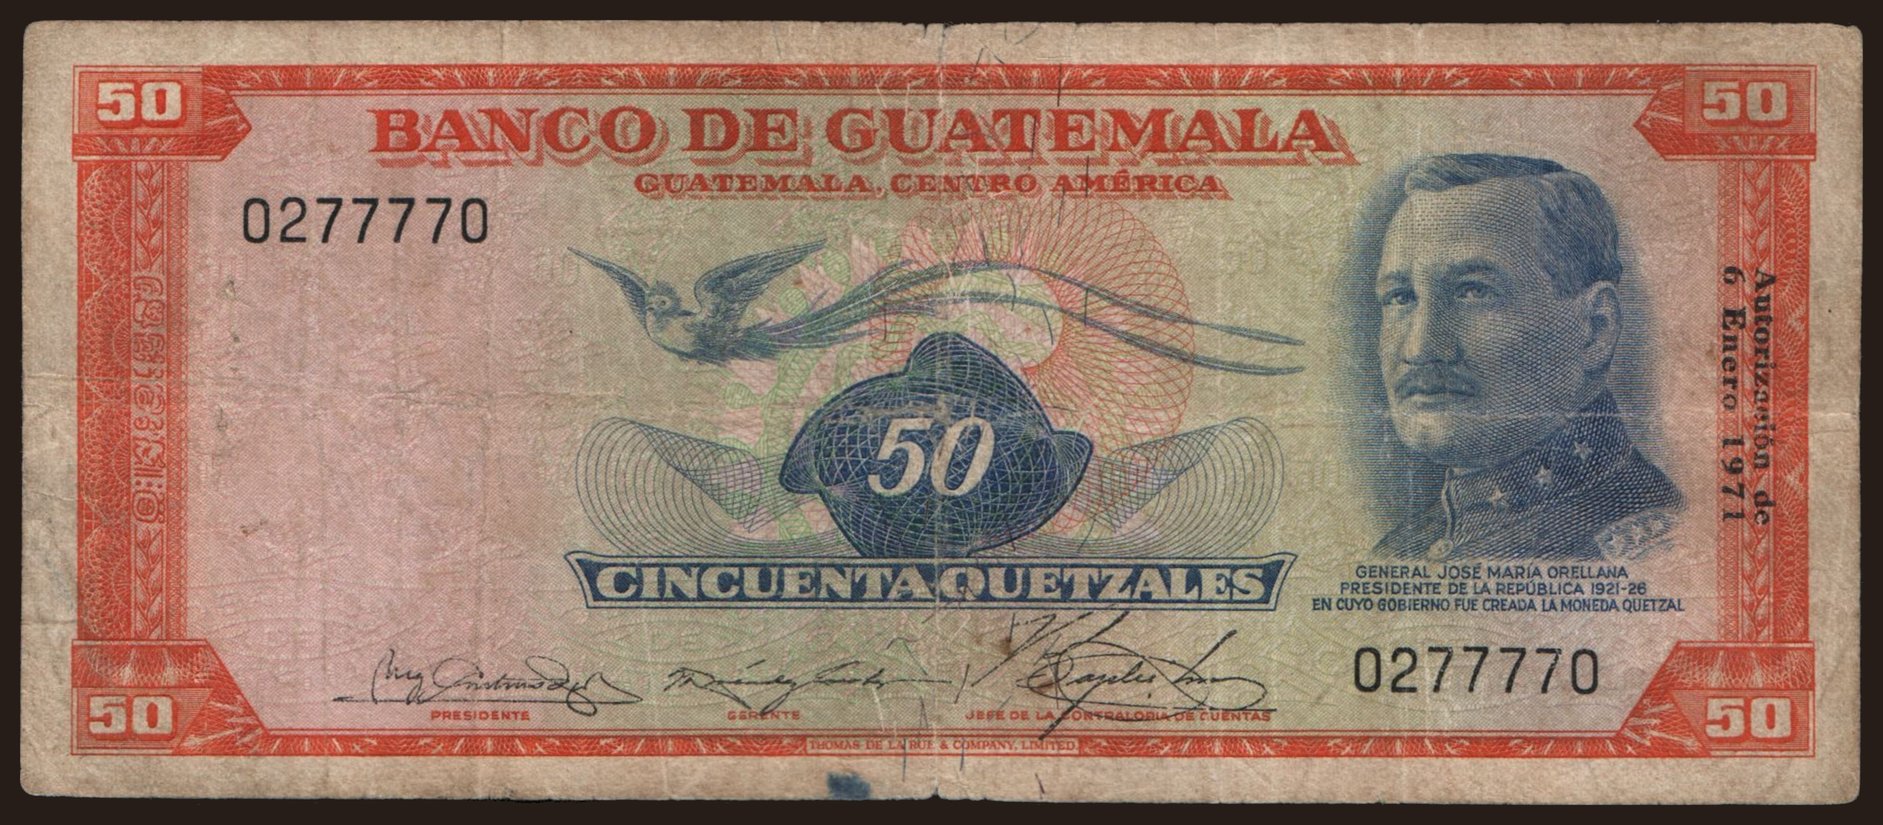 50
50
BANCO DE GUATEMALA
GUATEMALA, CENTRO AMÉRICA
0277770
Autorización de
6 Enero 1971
50
CINCUENTA QUETZALES
GENERAL JOSÉ MARIA ORELLANA
PRESIDENTE DE LA REPÚBLICA 1921-26
EN CUYO GOBIERNO FUE CREADA LA MONEDA QUETZAL
0277770
PRESIDENTE
GERENTE
JEFE DE LA CONTRALORIA DE CUENTAS
50
50
THOMAS DE LA RUE & COMPANY, LIMITED.